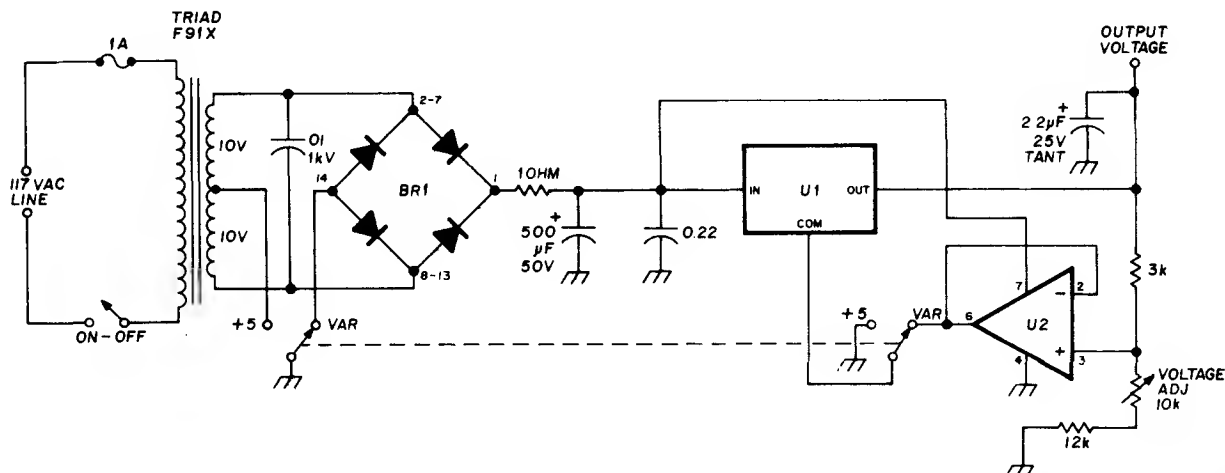 TRIAD
F91X
1A
117 VAC
LINE
ON-OFF
10V
10V
01
1kV
2-7
14
BR1
1
8-13
+5
VAR
1OHM
+
500
µF
50V
0.22
IN
U1
OUT
COM
+5
VAR
6
7
2
-
U2
+
4
3
OUTPUT
VOLTAGE
+
2 2µF
25V
TANT
3k
VOLTAGE
ADJ
10k
12k